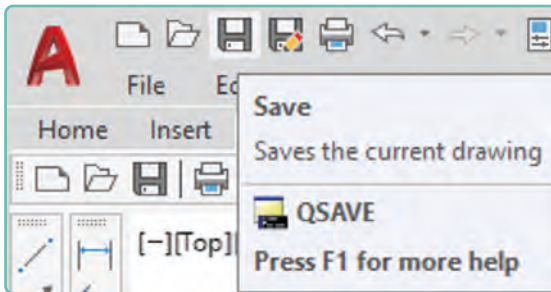 A
File Ed
Save
Home Insert
Saves the current drawing
QSAVE
[−][Top][
Press F1 for more help